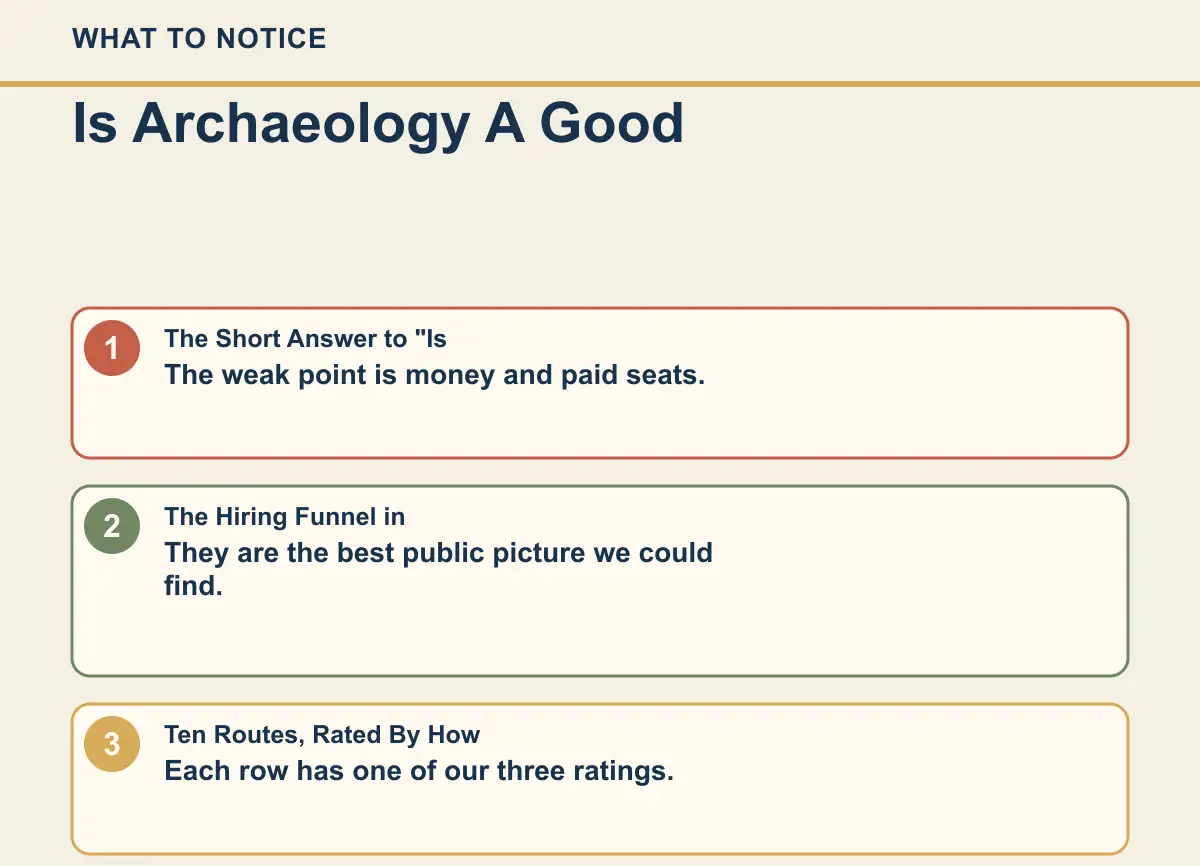 WHAT TO NOTICE
Is Archaeology A Good
1
The Short Answer to "Is
The weak point is money and paid seats.
2
The Hiring Funnel in
They are the best public picture we could
find.
3
Ten Routes, Rated By How
Each row has one of our three ratings.